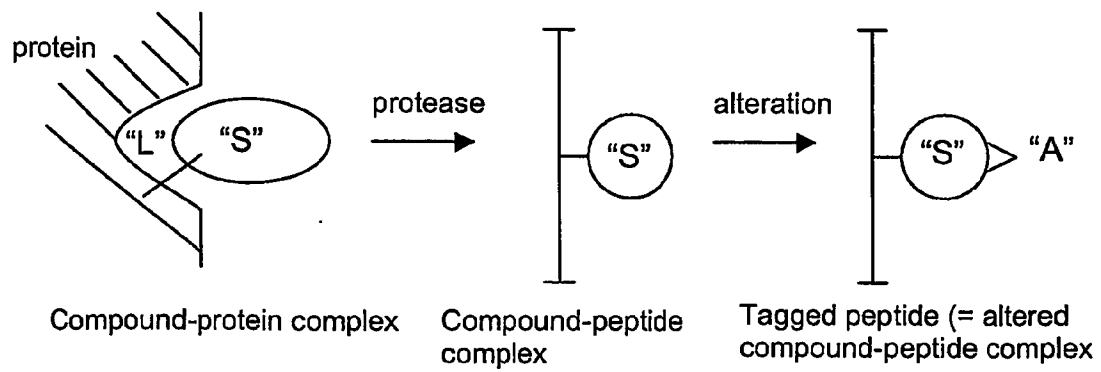 protein
"L"
"S"
protease
"S"
alteration
"S"
"A"
Compound-protein complex
Compound-peptide
complex
Tagged peptide (= altered
compound-peptide complex